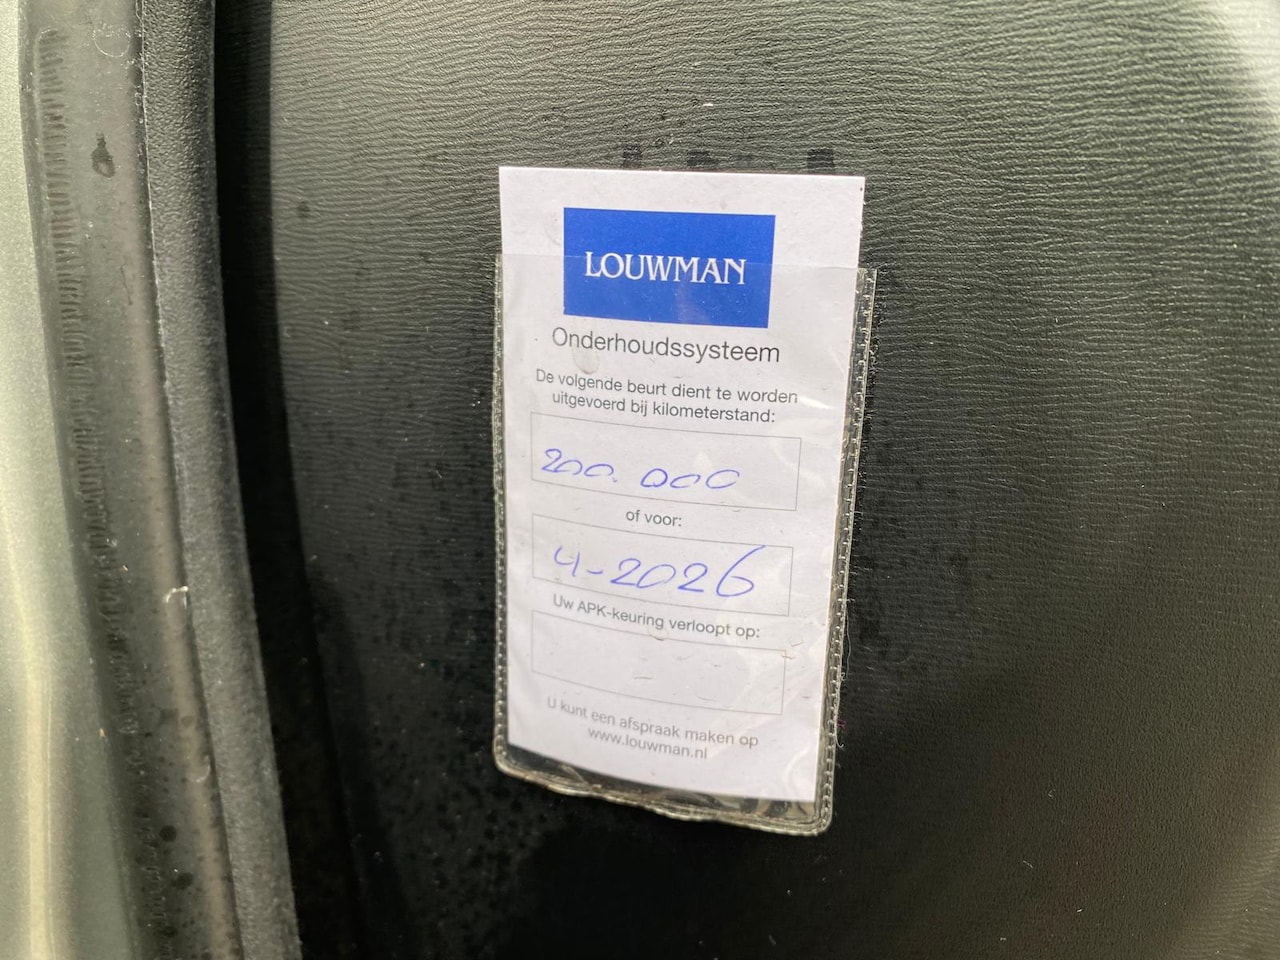 LOUWMAN
Onderhoudssysteem
De volgende beurt dient te worden
uitgevoerd bij kilometerstand:
200.000
of voor:
4-2026
Uw APK-keuring verloopt op:
U kunt een afspraak maken op
www.louwman.nl